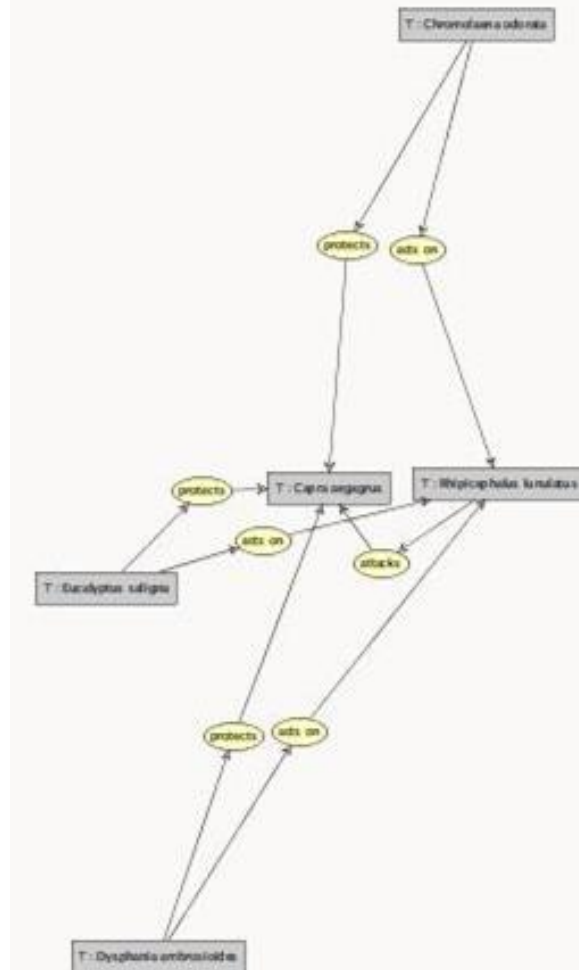 T : Chromolaena odorata
protects
acts on
T : Capra aegagrus
T : Rhipicephalus lunulatus
protects
acts on
attacks
T : Eucalyptus saligna
protects
acts on
T : Dysphania ambrosioides